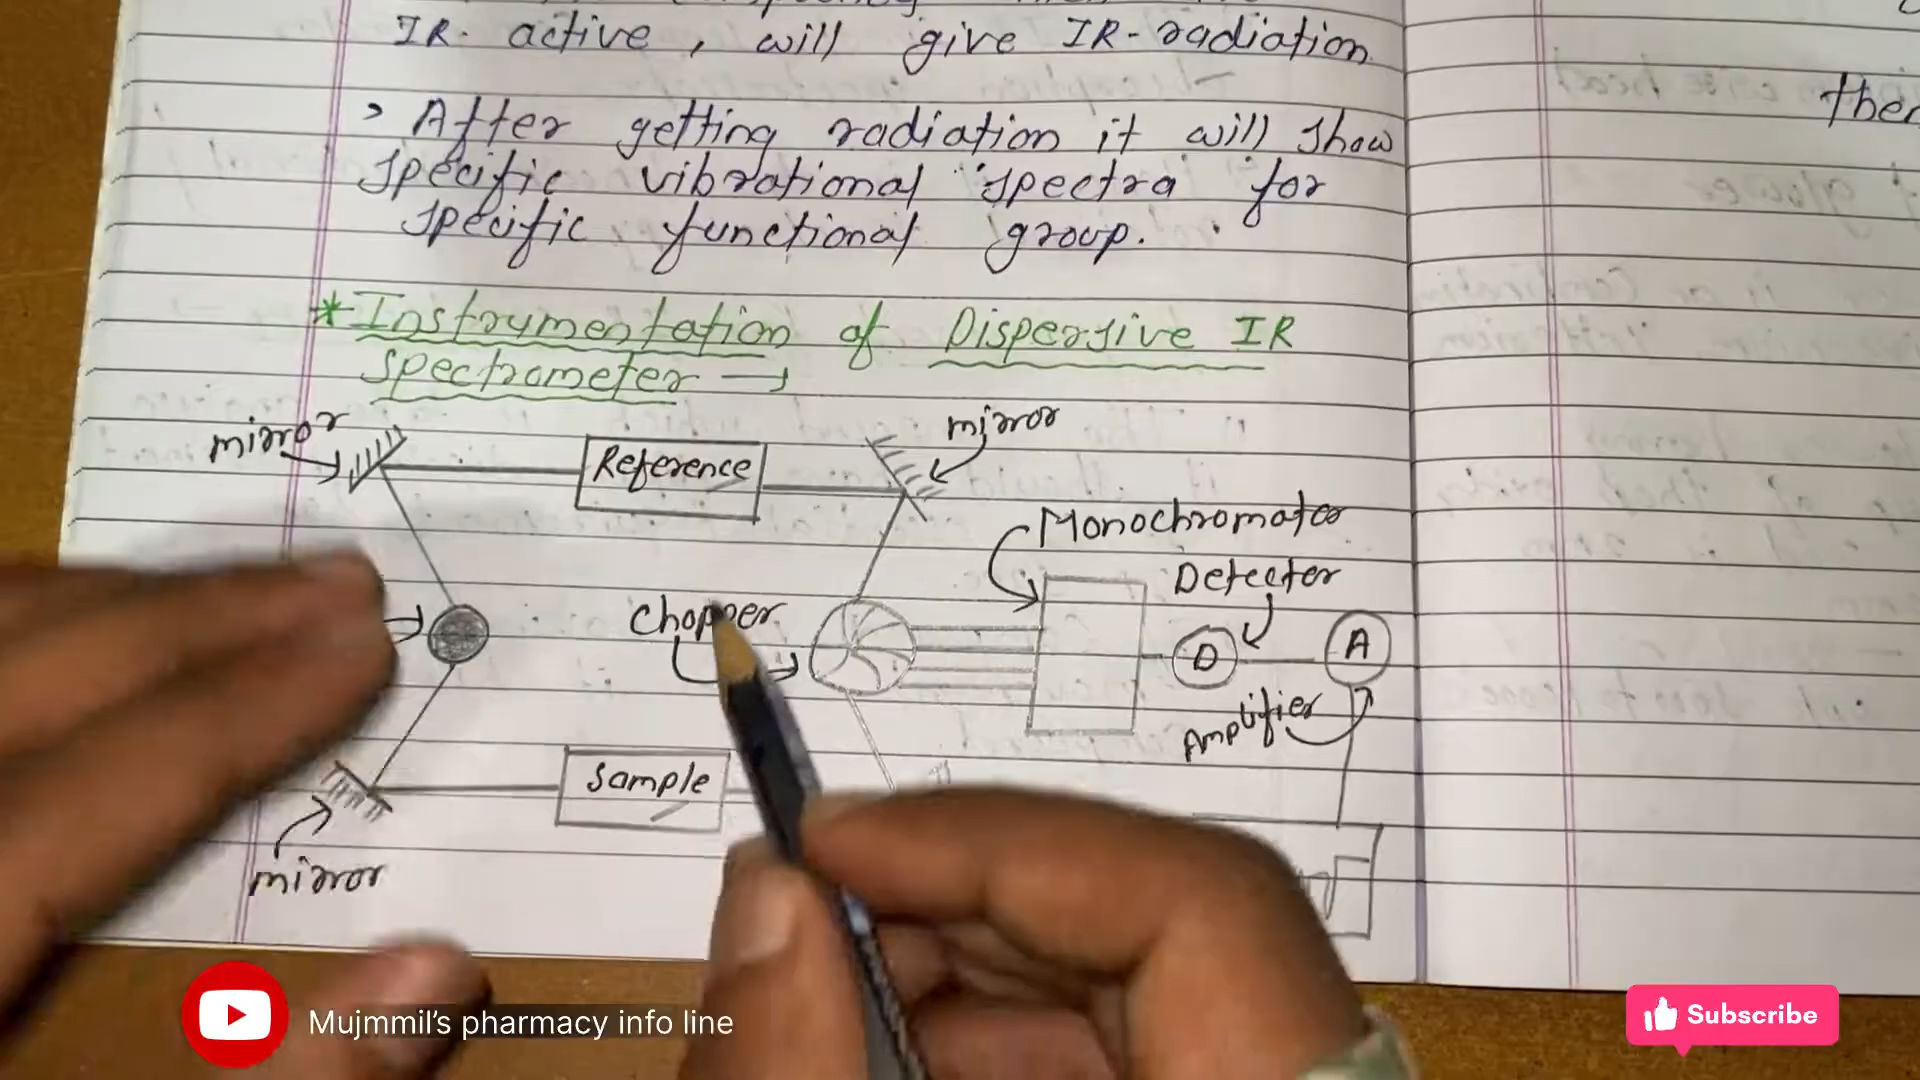 IR. active, will give IR-radiation
> After getting radiation it will show
specific vibrational spectra for
specific functional group.
*Instrumentation of Dispersive IR
spectrometer →
mirror
Reference
mirror
Monochromator
Detector
Chopper
D
A
Amplifier
Sample
mirror
then
Mujmmil's pharmacy info line
Subscribe